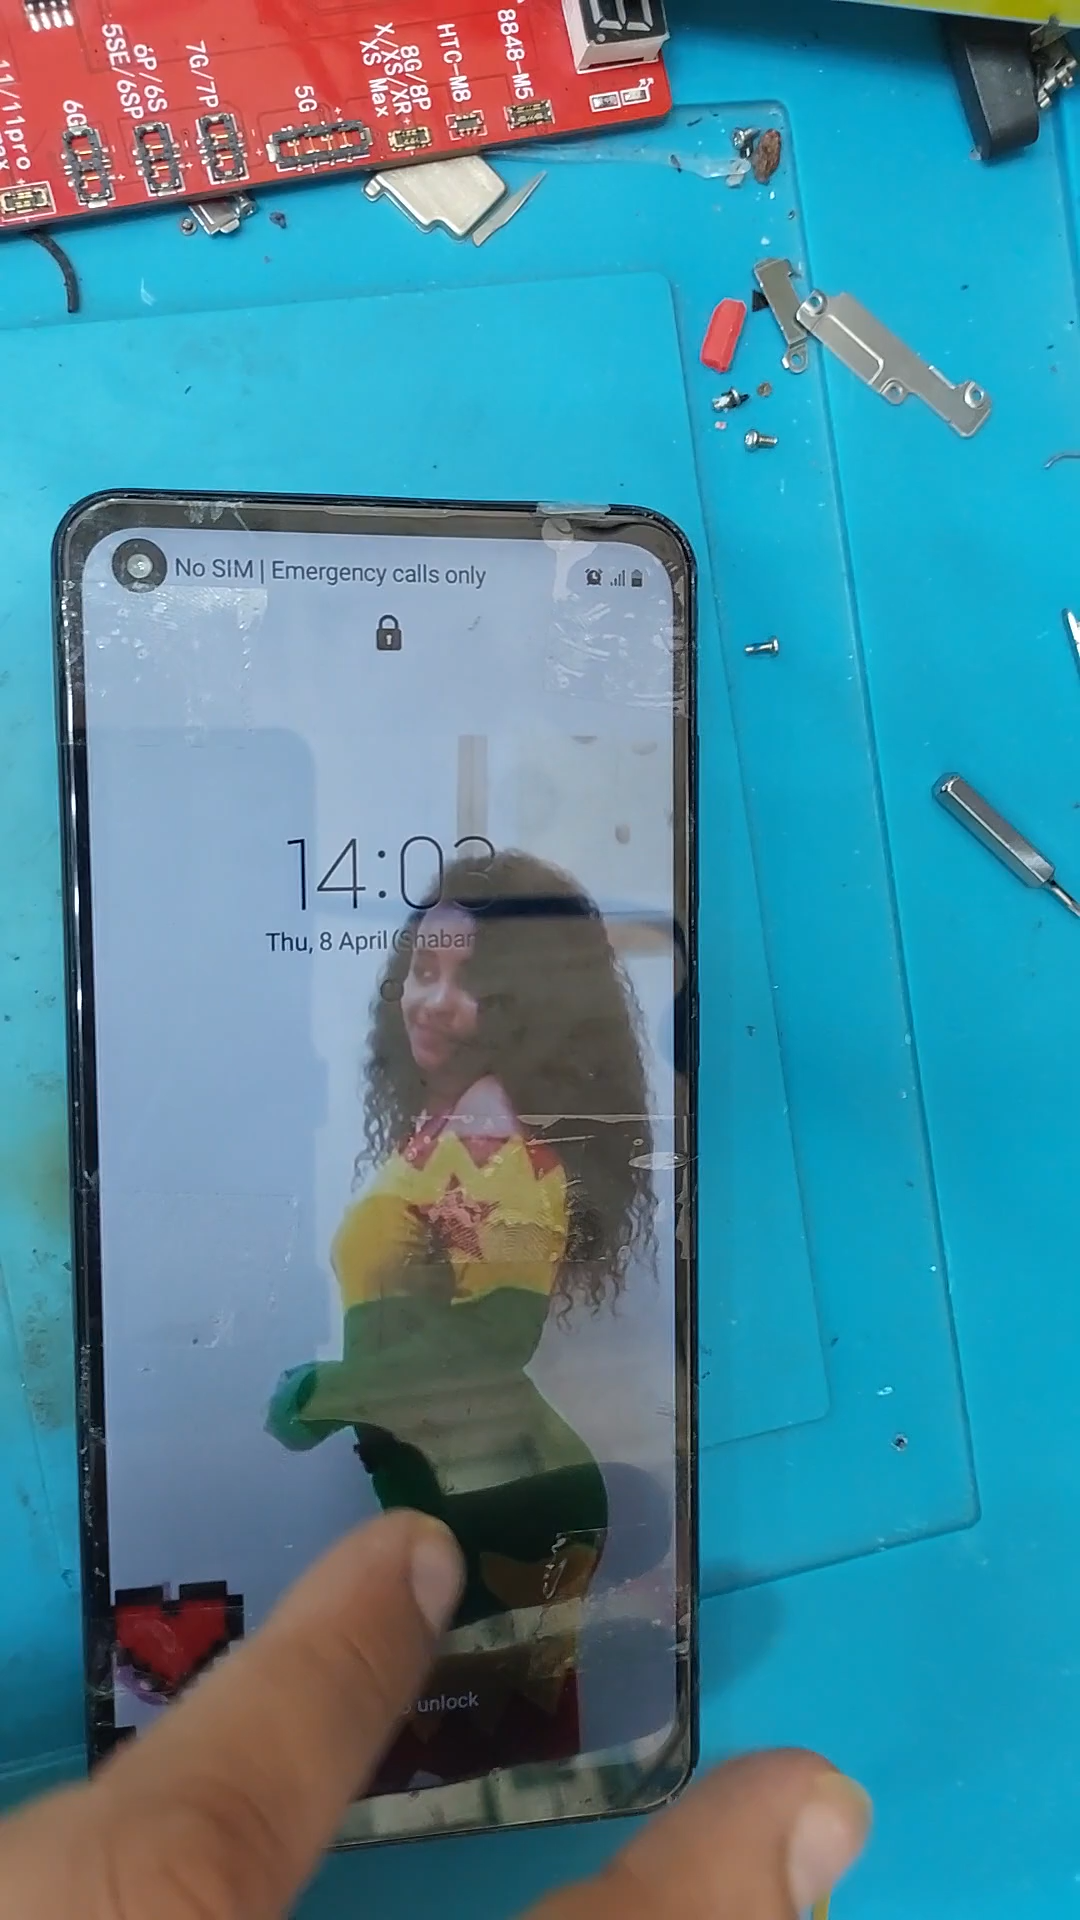 11/11pro
6G
5SE/6SP
6P/6S
7G/7P
5G
X/XS/XR
XS Max
8G/8P
HTC-M8
8848-M5
No SIM | Emergency calls only
14:03
Thu, 8 April (Shaban
unlock